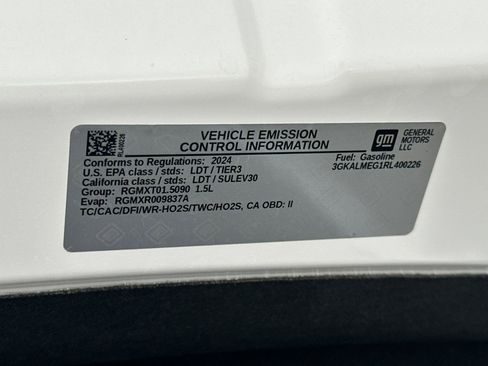 RL400226
VEHICLE EMISSION
CONTROL INFORMATION
gm
GENERAL
MOTORS
LLC
Conforms to Regulations: 2024
U.S. EPA class / stds: LDT / TIER3
California class / stds: LDT / SULEV30
Group: RGMXT01.5090 1.5L
Evap: RGMXR009837A
TC/CAC/DFI/WR-HO2S/TWC/HO2S, CA OBD: II
Fuel: Gasoline
3GKALMEG1RL400226